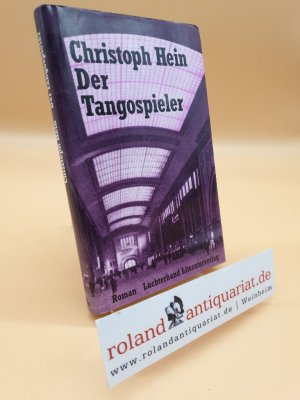 Christoph Hein
Der
Tangospieler
Roman Luchterhand Literaturverlag
roland antiquariat.de
www.rolandantiquariat.de | Weinheim